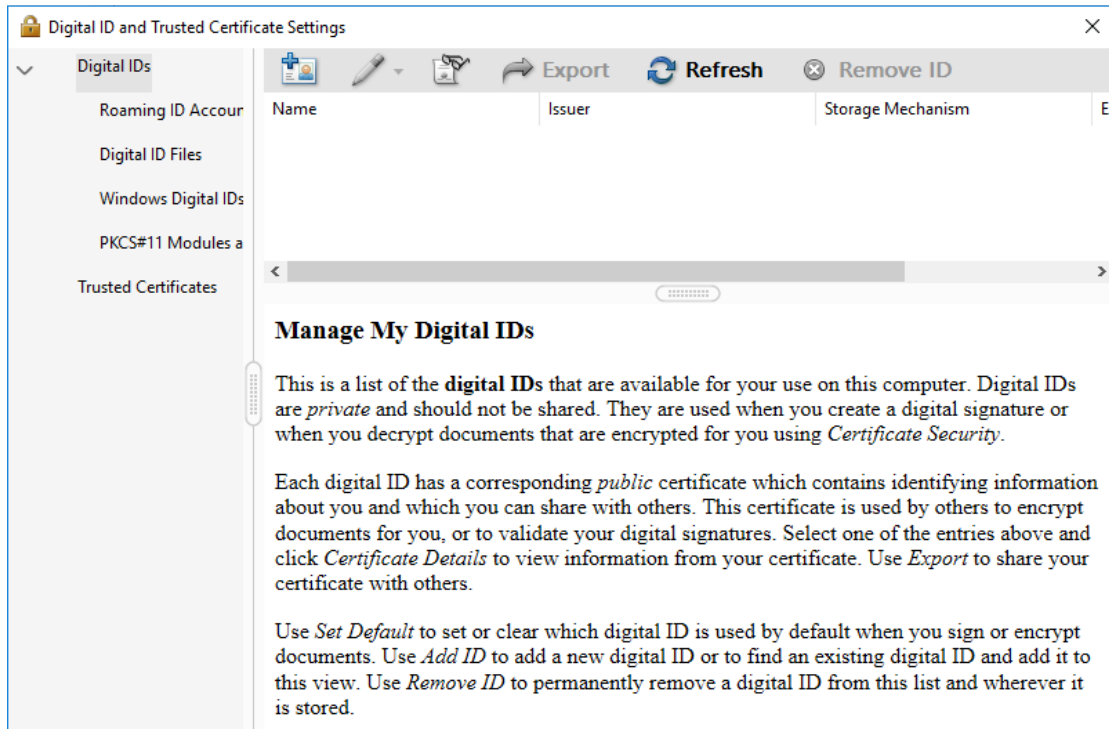 Digital ID and Trusted Certificate Settings
Digital IDs
Roaming ID Accour
Digital ID Files
Windows Digital IDs
PKCS#11 Modules a
Trusted Certificates
Export Refresh Remove ID
Name Issuer Storage Mechanism E
Manage My Digital IDs
This is a list of the digital IDs that are available for your use on this computer. Digital IDs
are private and should not be shared. They are used when you create a digital signature or
when you decrypt documents that are encrypted for you using Certificate Security.
Each digital ID has a corresponding public certificate which contains identifying information
about you and which you can share with others. This certificate is used by others to encrypt
documents for you, or to validate your digital signatures. Select one of the entries above and
click Certificate Details to view information from your certificate. Use Export to share your
certificate with others.
Use Set Default to set or clear which digital ID is used by default when you sign or encrypt
documents. Use Add ID to add a new digital ID or to find an existing digital ID and add it to
this view. Use Remove ID to permanently remove a digital ID from this list and wherever it
is stored.